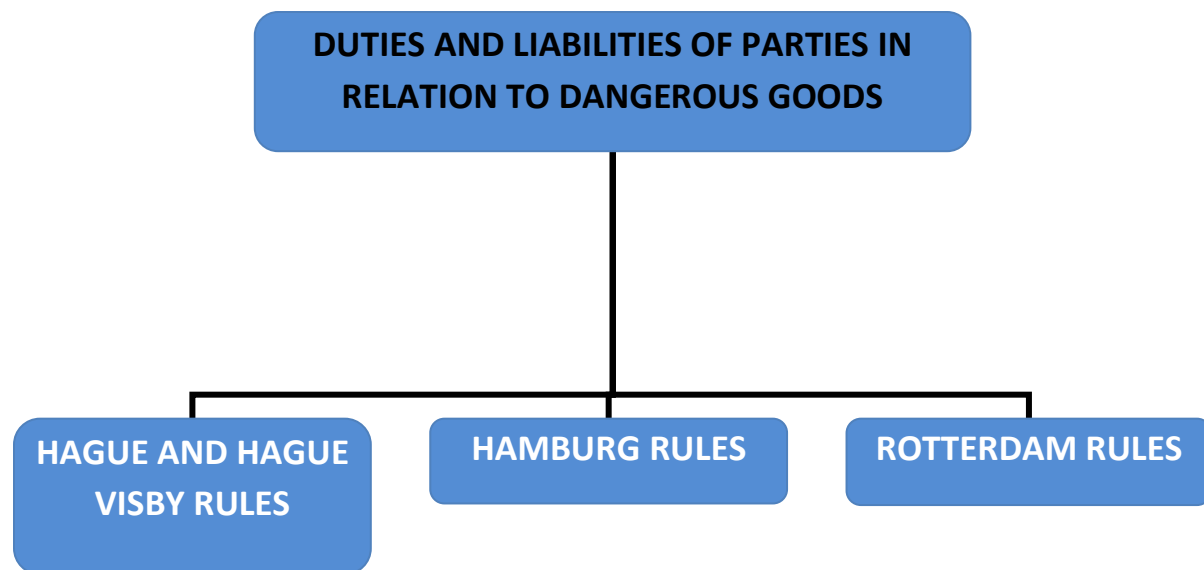 DUTIES AND LIABILITIES OF PARTIES IN
RELATION TO DANGEROUS GOODS
HAGUE AND HAGUE
VISBY RULES
HAMBURG RULES
ROTTERDAM RULES